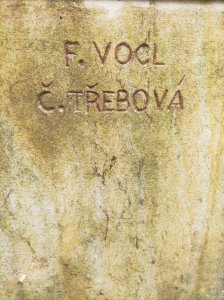 F. VOCL
Č. TŘEBOVÁ